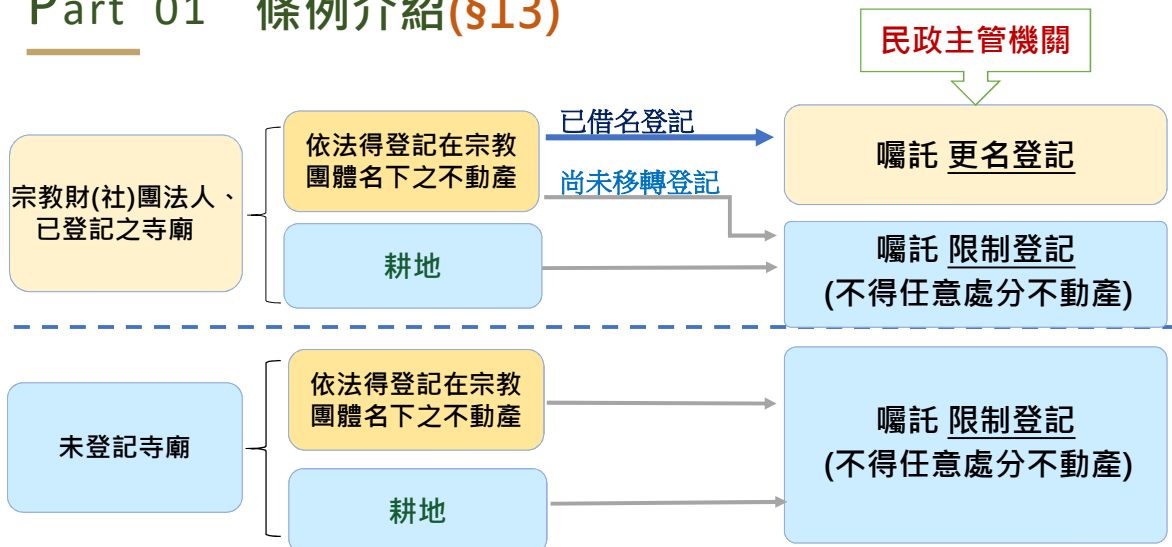 Part 01 條例介紹(§13)
民政主管機關
宗教財(社)團法人、
已登記之寺廟
依法得登記在宗教
團體名下之不動產
已借名登記
尚未移轉登記
囑託 更名登記
耕地
囑託 限制登記
(不得任意處分不動產)
未登記寺廟
依法得登記在宗教
團體名下之不動產
耕地
囑託 限制登記
(不得任意處分不動產)